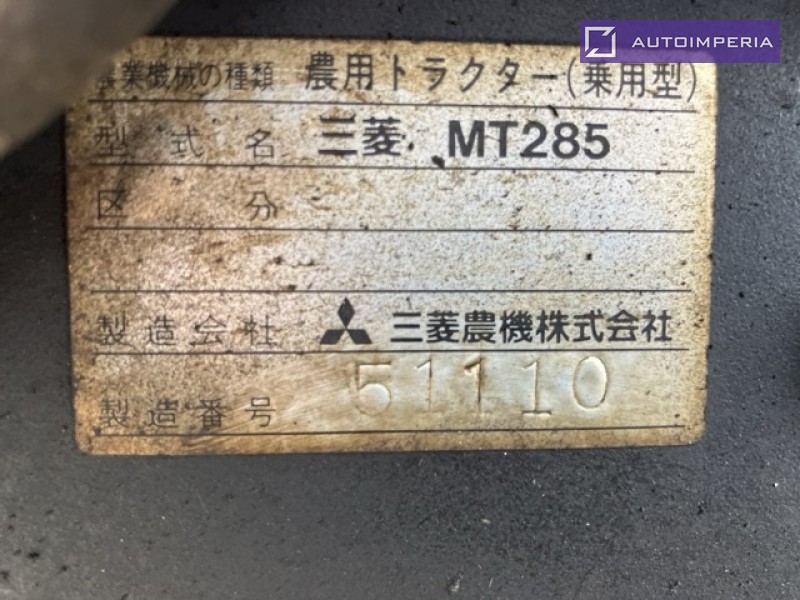 AUTOIMPERIA
農業機械の種類 農用トラクター(乗用型)
型式名 三菱 MT285
区分
製造会社 三菱農機株式会社
製造番号 51110